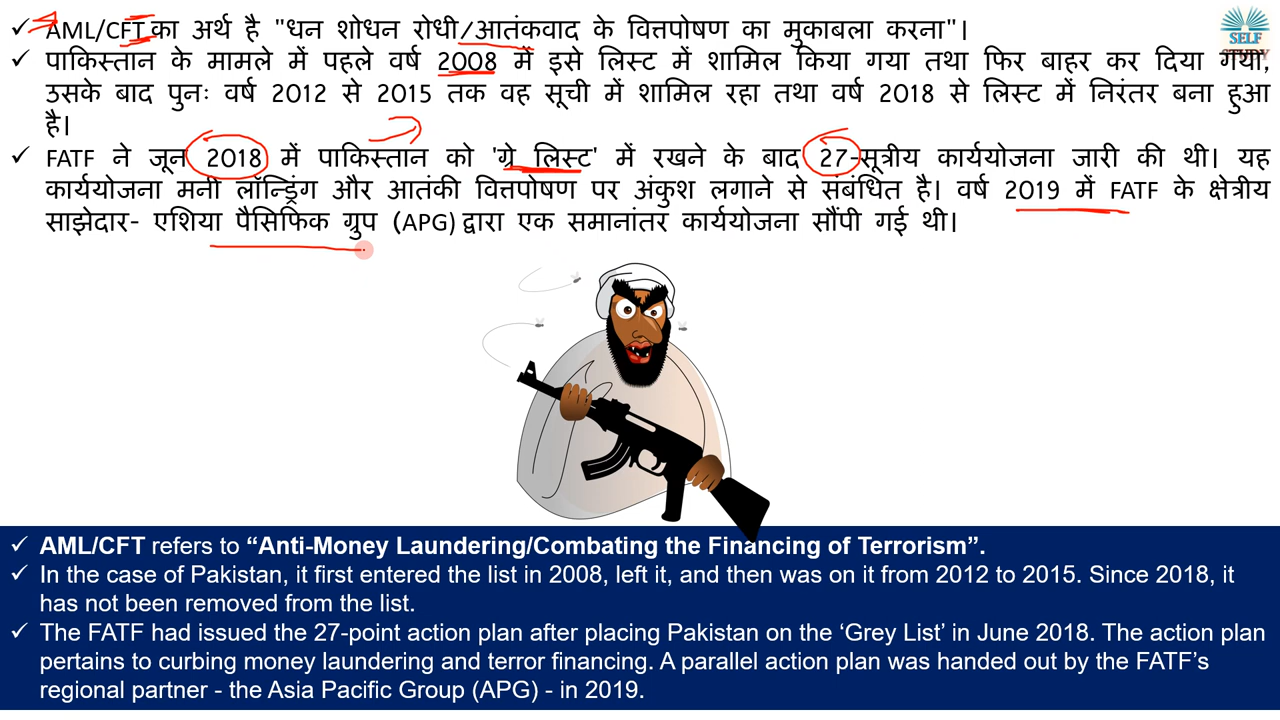 ✓ AML/CFT का अर्थ है "धन शोधन रोधी/आतंकवाद के वित्तपोषण का मुकाबला करना"।
✓ पाकिस्तान के मामले में पहले वर्ष 2008 में इसे लिस्ट में शामिल किया गया तथा फिर बाहर कर दिया गया,
उसके बाद पुनः वर्ष 2012 से 2015 तक वह सूची में शामिल रहा तथा वर्ष 2018 से लिस्ट में निरंतर बना हुआ
है।
✓ FATF ने जून 2018 में पाकिस्तान को 'ग्रे लिस्ट' में रखने के बाद 27-सूत्रीय कार्ययोजना जारी की थी। यह
कार्ययोजना मनी लॉन्ड्रिंग और आतंकी वित्तपोषण पर अंकुश लगाने से संबंधित है। वर्ष 2019 में FATF के क्षेत्रीय
साझेदार- एशिया पैसिफिक ग्रुप (APG) द्वारा एक समानांतर कार्ययोजना सौंपी गई थी।
SELF
STUDY
✓ AML/CFT refers to “Anti-Money Laundering/Combating the Financing of Terrorism”.
✓ In the case of Pakistan, it first entered the list in 2008, left it, and then was on it from 2012 to 2015. Since 2018, it
has not been removed from the list.
✓ The FATF had issued the 27-point action plan after placing Pakistan on the ‘Grey List’ in June 2018. The action plan
pertains to curbing money laundering and terror financing. A parallel action plan was handed out by the FATF’s
regional partner - the Asia Pacific Group (APG) - in 2019.